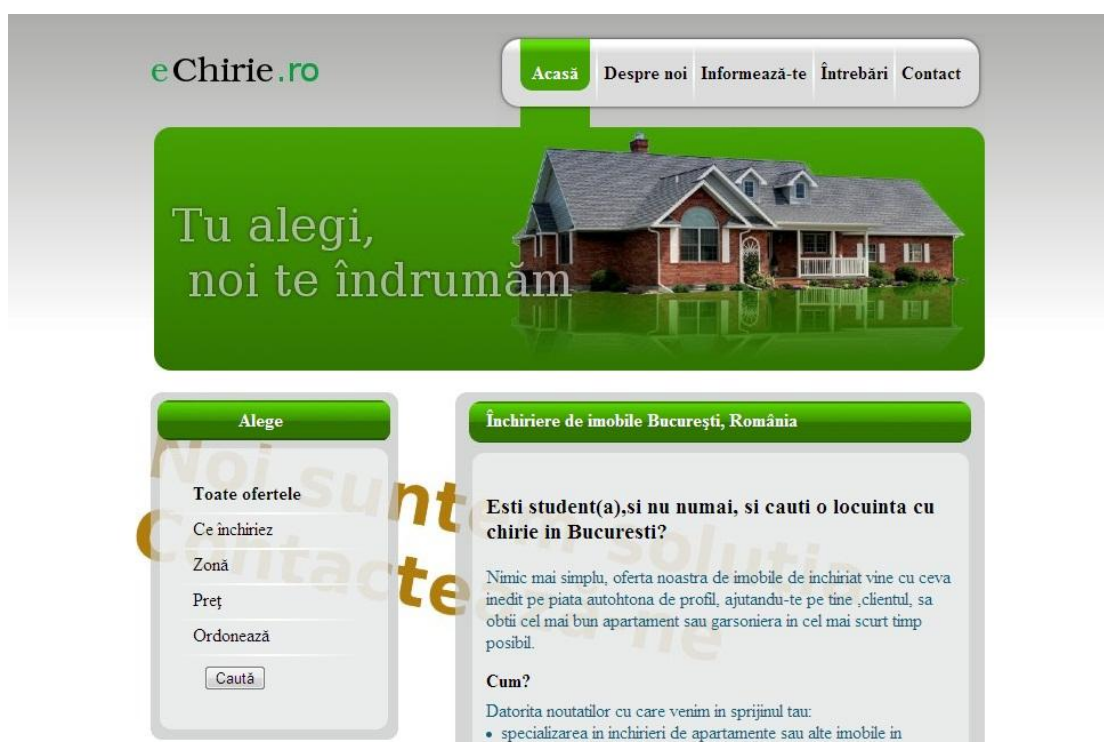 eChirie.ro
Acasă Despre noi Informează-te Întrebări Contact
Tu alegi,
noi te îndrumăm
Alege
Toate ofertele
Ce închiriez
Zonă
Preț
Ordonează
Caută
Închiriere de imobile București, România
Esti student(a),si nu numai, si cauti o locuinta cu
chirie in Bucuresti?
Nimic mai simplu, oferta noastra de imobile de inchiriat vine cu ceva
inedit pe piata autohtona de profil, ajutandu-te pe tine ,clientul, sa
obtii cel mai bun apartament sau garsoniera in cel mai scurt timp
posibil.
Cum?
Datorita noutatilor cu care venim in sprijinul tau:
• specializarea in inchirieri de apartamente sau alte imobile in
Noi suntem solutia
Contactează-ne